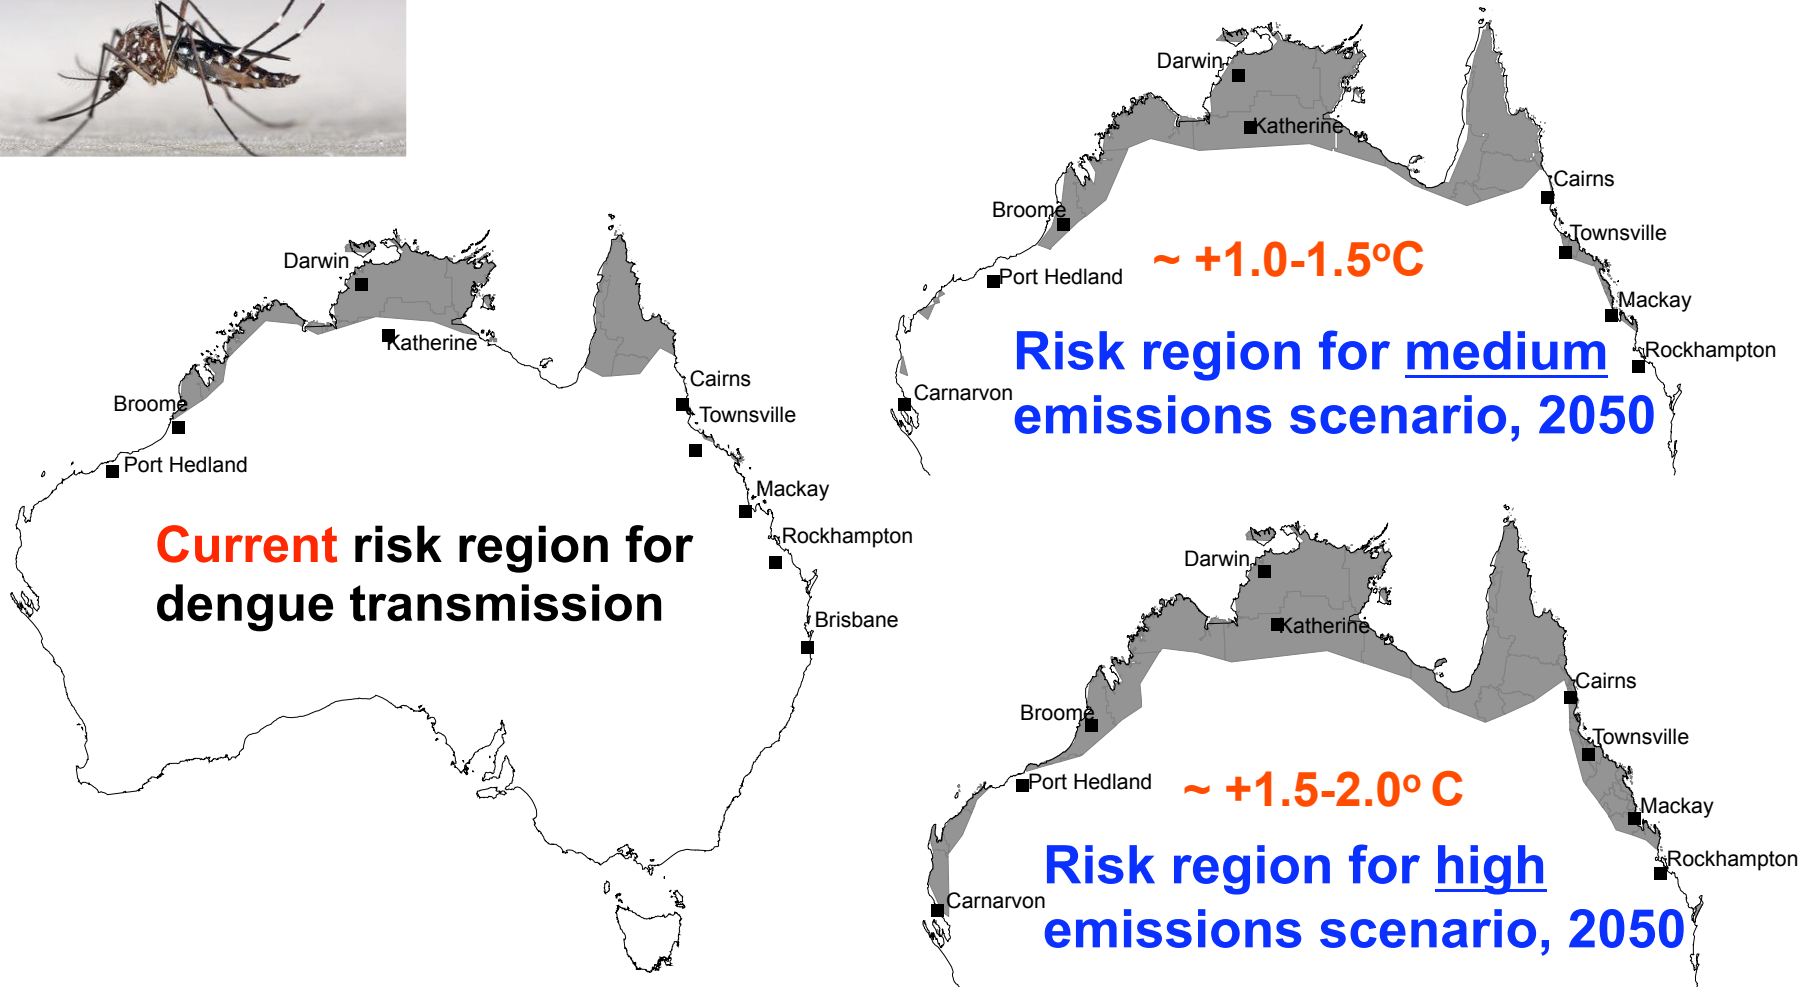 Darwin
Katherine
Cairns
Broome
Townsville
Port Hedland
Mackay
Current risk region for
Rockhampton
dengue transmission
Brisbane
Darwin
Katherine
Cairns
Broome
Townsville
~ +1.0-1.5ºC
Port Hedland
Mackay
Risk region for medium
Rockhampton
Carnarvon
emissions scenario, 2050
Darwin
Katherine
Cairns
Broome
Townsville
Port Hedland
~ +1.5-2.0º C
Mackay
Risk region for high
Rockhampton
Carnarvon
emissions scenario, 2050